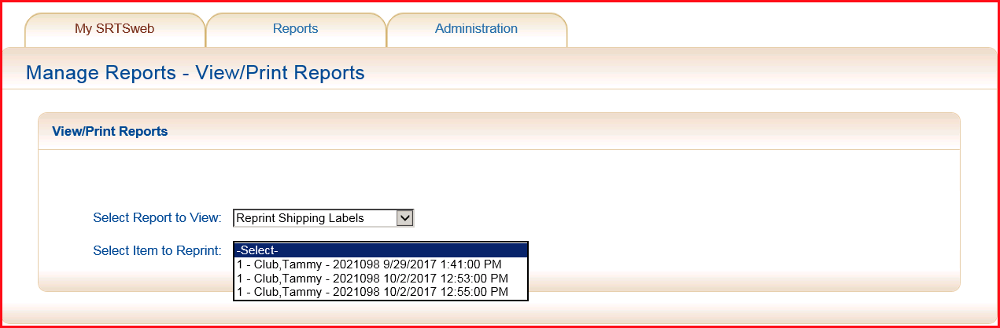 My SRTSweb Reports Administration
Manage Reports - View/Print Reports
View/Print Reports
Select Report to View: Reprint Shipping Labels
Select Item to Reprint: -Select-
1 - Club,Tammy - 2021098 9/29/2017 1:41:00 PM
1 - Club,Tammy - 2021098 10/2/2017 12:53:00 PM
1 - Club,Tammy - 2021098 10/2/2017 12:55:00 PM